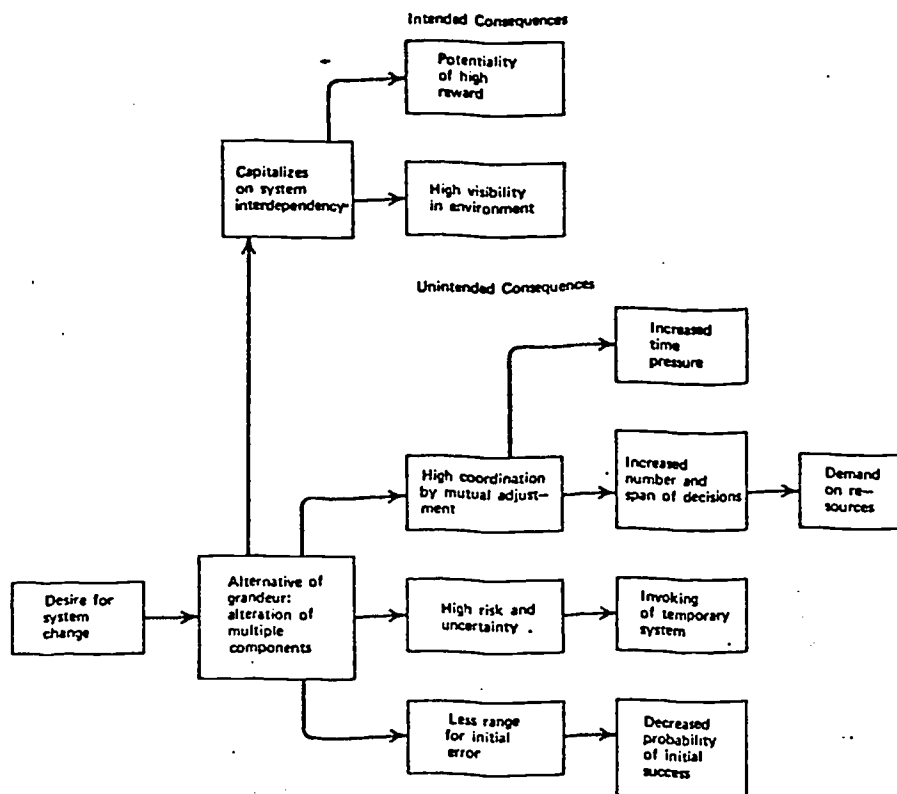 Intended Consequences
Potentiality
of high
reward
Capitalizes
on system
interdependency
High visibility
in environment
Unintended Consequences
Increased
time
pressure
High coordination
by mutual adjust-
ment
Increased
number and
span of decisions
Demand
on re-
sources
Desire for
system
change
Alternative of
grandeur:
alteration of
multiple
components
High risk and
uncertainty
Invoking
of temporary
system
Less range
for initial
error
Decreased
probability
of initial
success